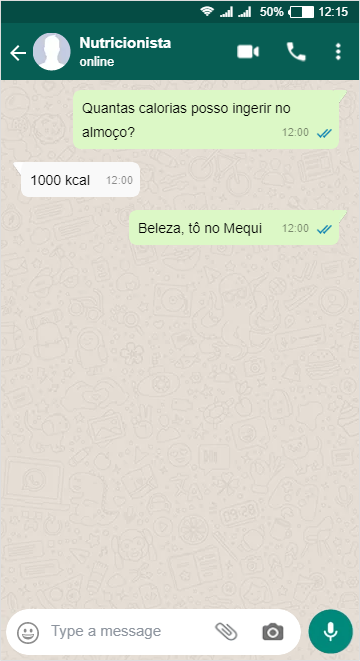 50% 12:15
Nutricionista
online
Quantas calorias posso ingerir no
almoço? 12:00
1000 kcal 12:00
Beleza, tô no Mequi 12:00
Type a message